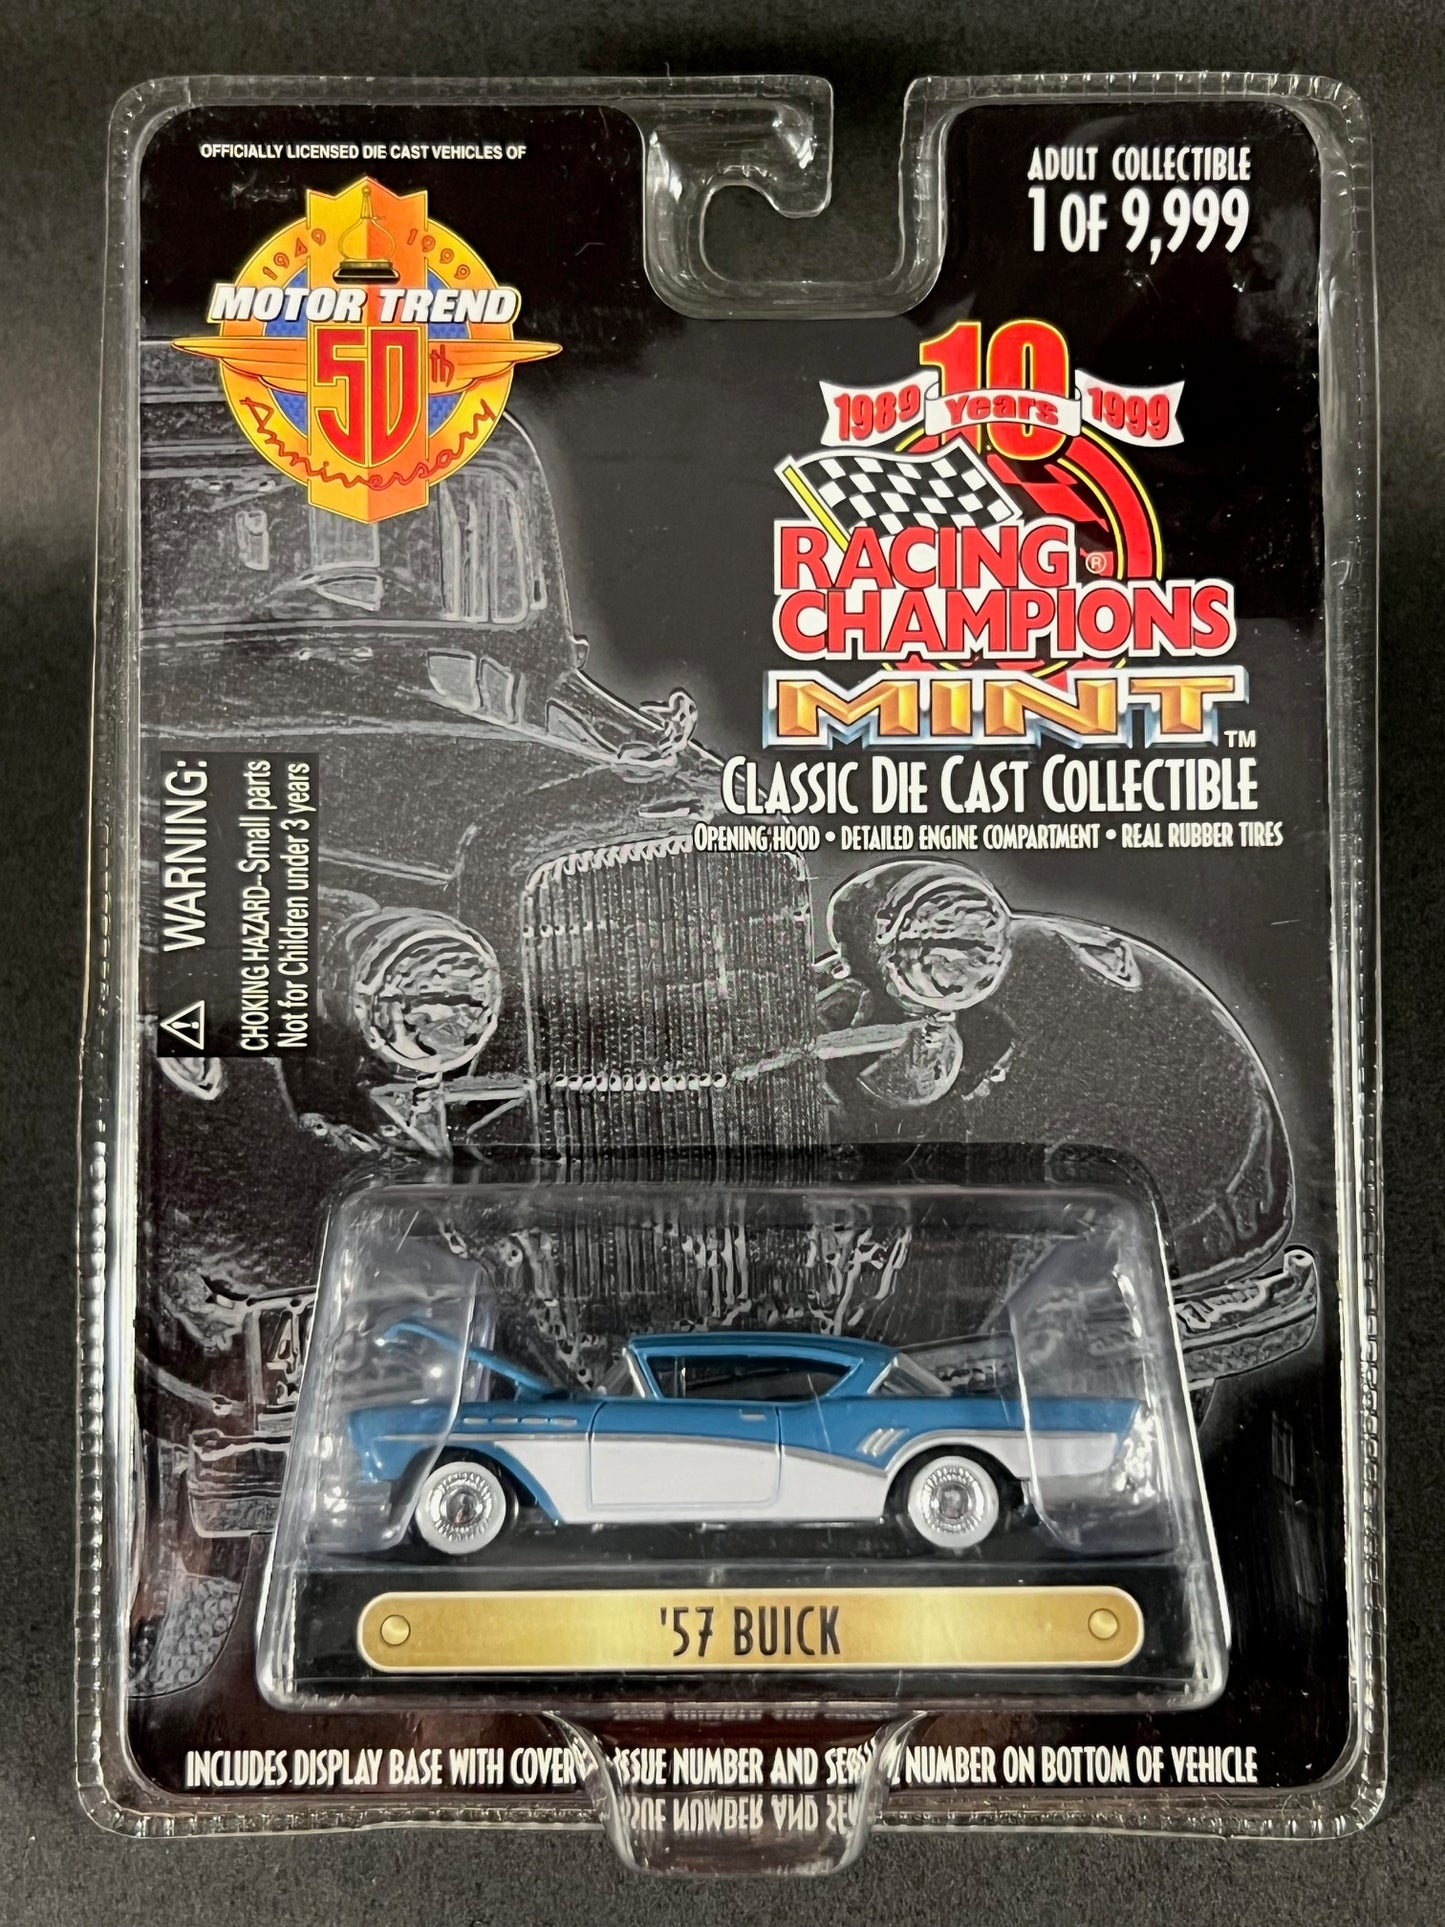 OFFICIALLY LICENSED DIE CAST VEHICLES OF
1949 1999
MOTOR TREND
50th
Anniversary
ADULT COLLECTIBLE
1 OF 9,999
10
1989 Years 1999
RACING ®
CHAMPIONS
MINT™
CLASSIC DIE CAST COLLECTIBLE
OPENING HOOD • DETAILED ENGINE COMPARTMENT • REAL RUBBER TIRES
⚠ WARNING:
CHOKING HAZARD--Small parts
Not for Children under 3 years
'57 BUICK
INCLUDES DISPLAY BASE WITH COVER ISSUE NUMBER AND NUMBER ON BOTTOM OF VEHICLE